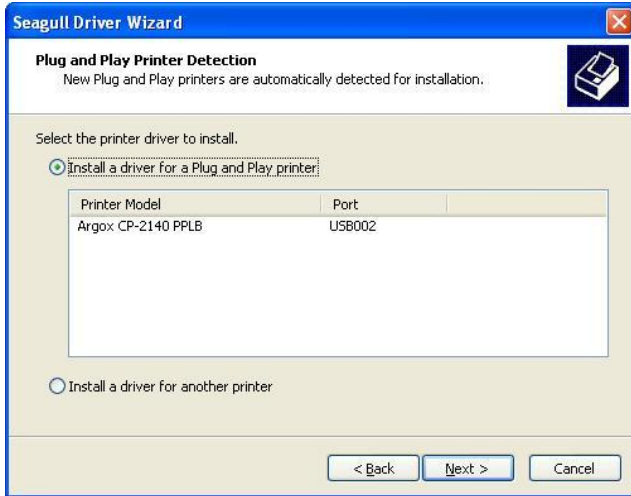 Seagull Driver Wizard
Plug and Play Printer Detection
New Plug and Play printers are automatically detected for installation.
Select the printer driver to install.
Install a driver for a Plug and Play printer
Printer Model Port
Argox CP-2140 PPLB USB002
Install a driver for another printer
< Back Next > Cancel